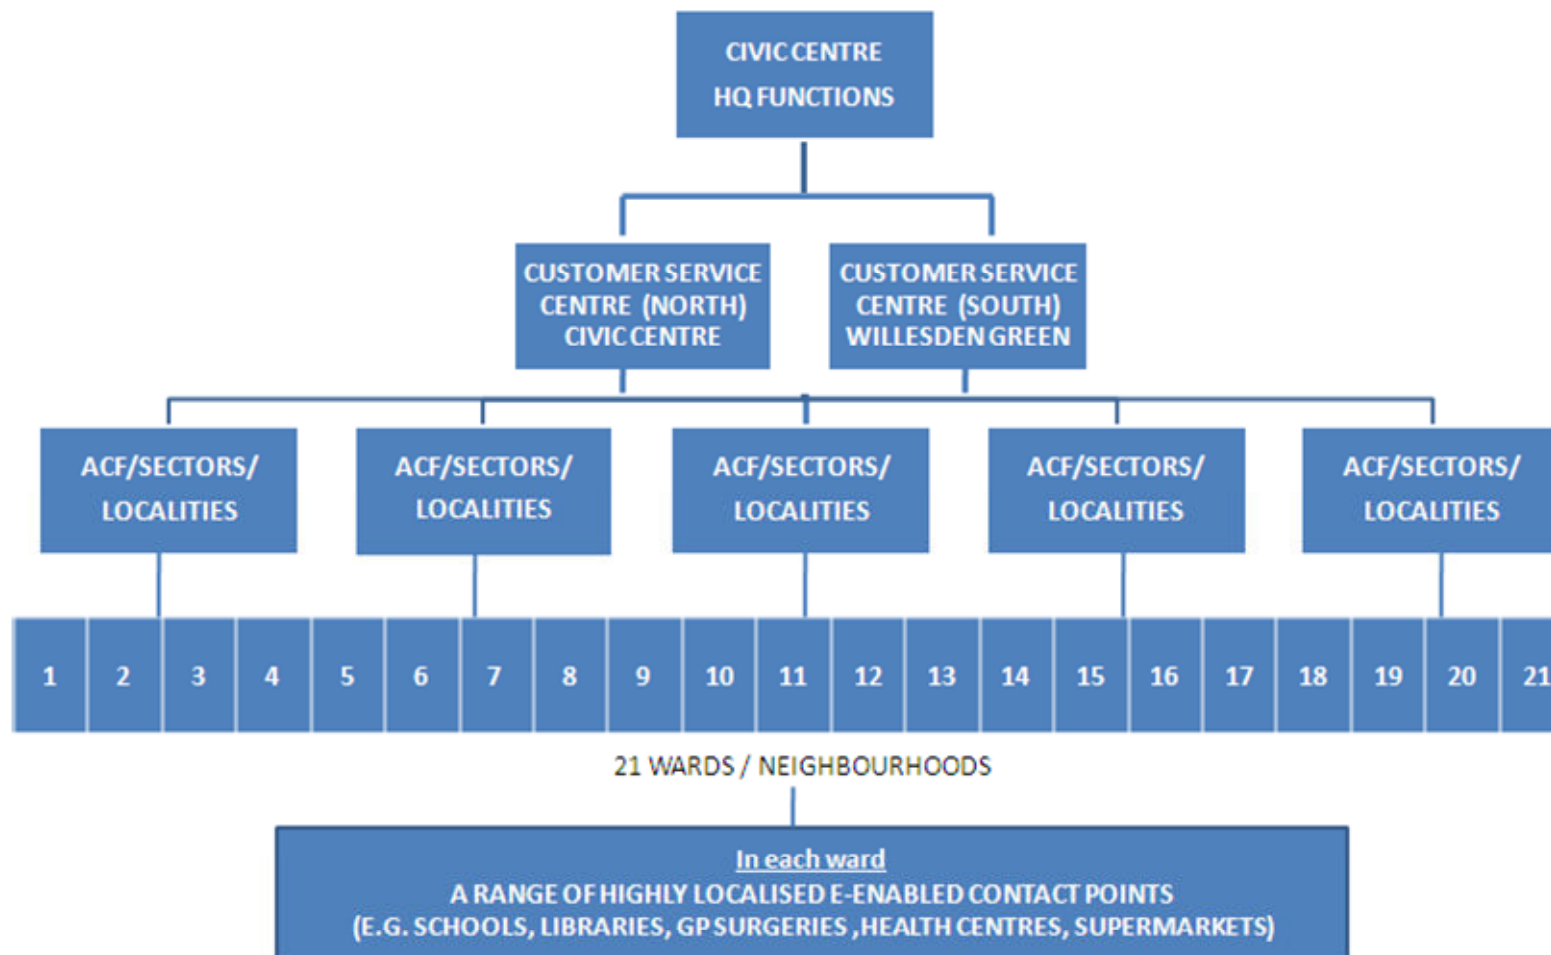 CIVIC CENTRE
HQ FUNCTIONS
CUSTOMER SERVICE
CENTRE (NORTH)
CIVIC CENTRE
CUSTOMER SERVICE
CENTRE (SOUTH)
WILLESDEN GREEN
ACF/SECTORS/
LOCALITIES
ACF/SECTORS/
LOCALITIES
ACF/SECTORS/
LOCALITIES
ACF/SECTORS/
LOCALITIES
ACF/SECTORS/
LOCALITIES
1 2 3 4 5 6 7 8 9 10 11 12 13 14 15 16 17 18 19 20 21
21 WARDS / NEIGHBOURHOODS
In each ward
A RANGE OF HIGHLY LOCALISED E-ENABLED CONTACT POINTS
(E.G. SCHOOLS, LIBRARIES, GP SURGERIES ,HEALTH CENTRES, SUPERMARKETS)